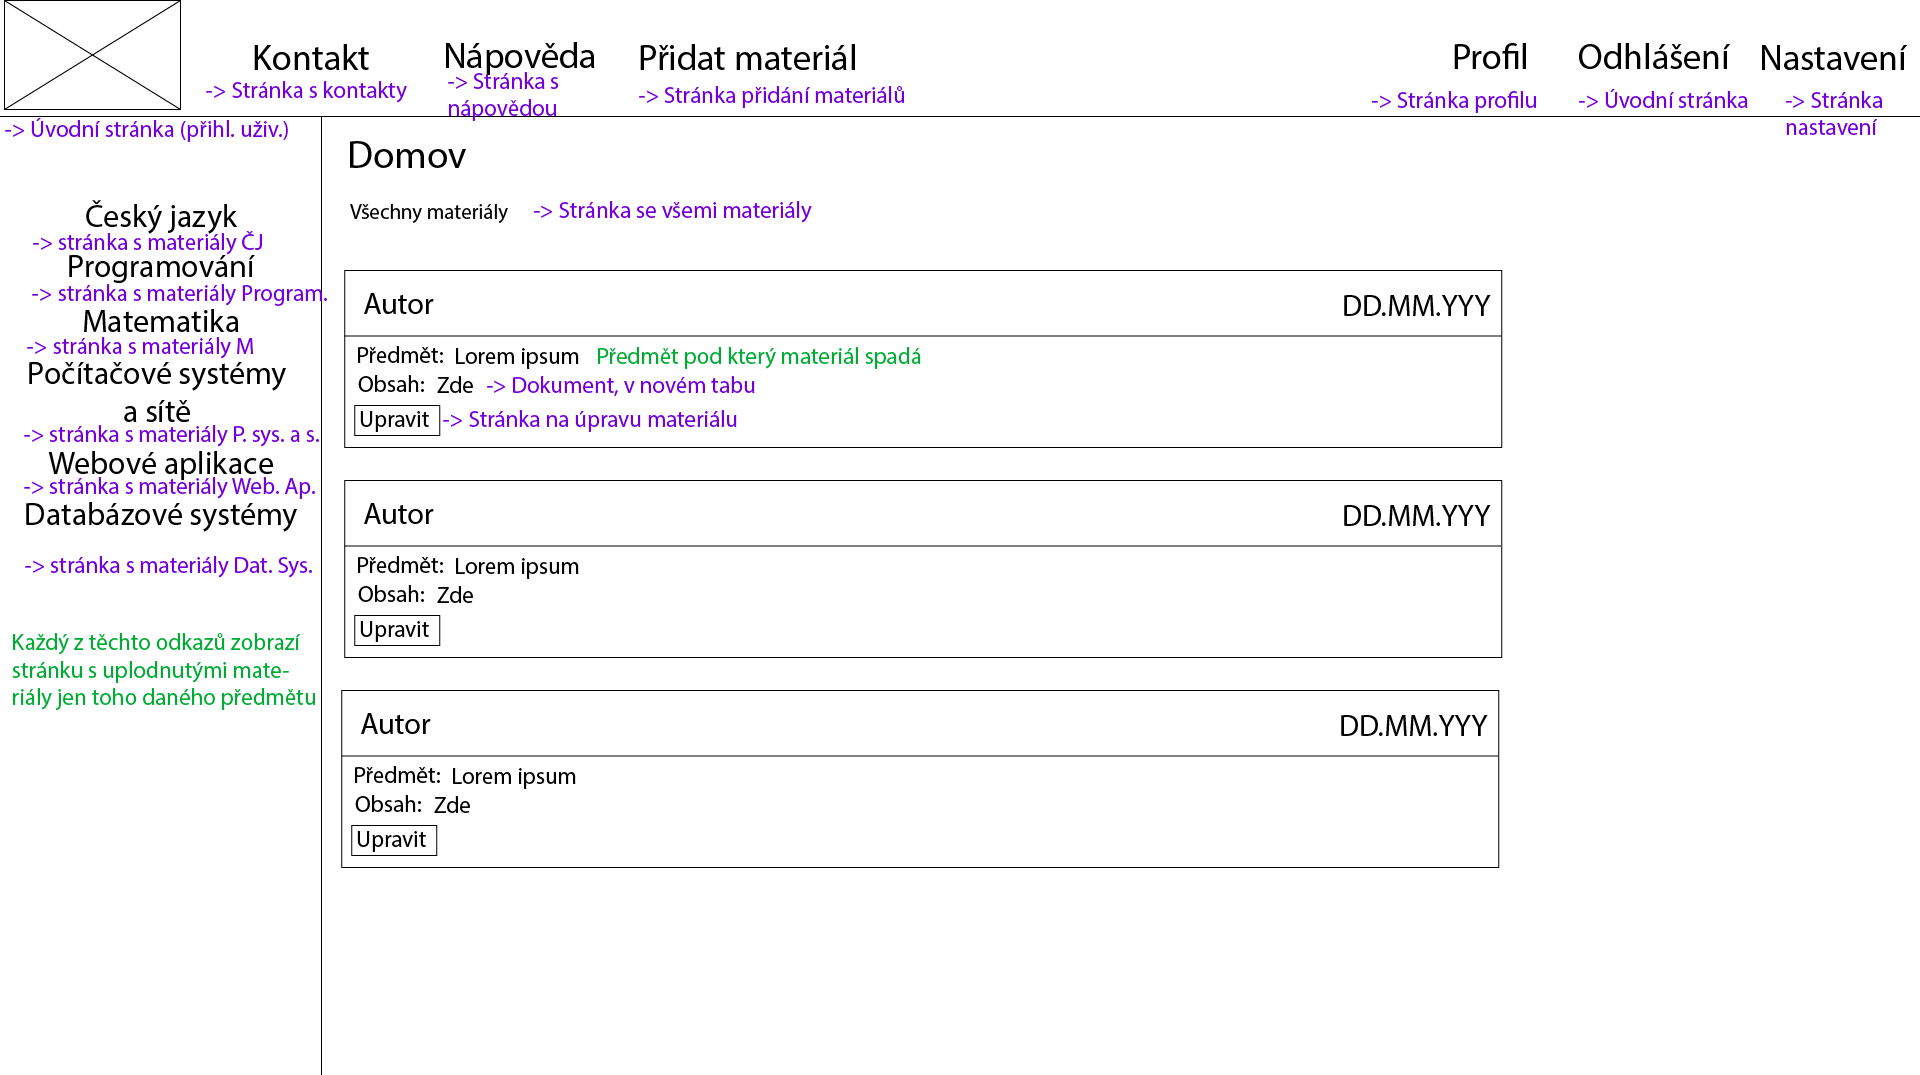 Kontakt
-> Stránka s kontakty
Nápověda
-> Stránka s
nápovědou
Přidat materiál
-> Stránka přidání materiálů
Profil
-> Stránka profilu
Odhlášení
-> Úvodní stránka
Nastavení
-> Stránka
nastavení
-> Úvodní stránka (přihl. uživ.)
Český jazyk
-> stránka s materiály ČJ
Programování
-> stránka s materiály Program.
Matematika
-> stránka s materiály M
Počítačové systémy
a sítě
-> stránka s materiály P. sys. a s.
Webové aplikace
-> stránka s materiály Web. Ap.
Databázové systémy
-> stránka s materiály Dat. Sys.
Každý z těchto odkazů zobrazí
stránku s uplodnutými mate-
riály jen toho daného předmětu
Domov
Všechny materiály -> Stránka se všemi materiály
Autor DD.MM.YYY
Předmět: Lorem ipsum Předmět pod který materiál spadá
Obsah: Zde -> Dokument, v novém tabu
Upravit -> Stránka na úpravu materiálu
Autor DD.MM.YYY
Předmět: Lorem ipsum
Obsah: Zde
Upravit
Autor DD.MM.YYY
Předmět: Lorem ipsum
Obsah: Zde
Upravit